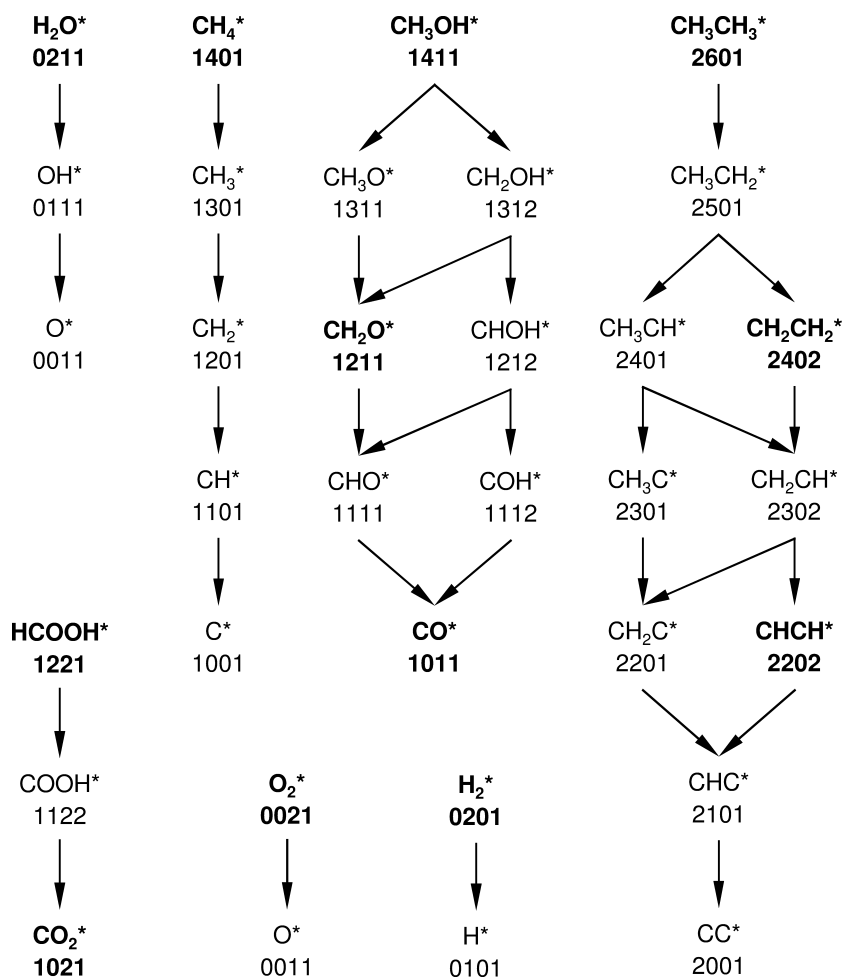 H₂O* CH₄* CH₃OH* CH₃CH₃*
0211 1401 1411 2601
OH* CH₃* CH₃O* CH₂OH* CH₃CH₂*
0111 1301 1311 1312 2501
O* CH₂* CH₂O* CHOH* CH₃CH* CH₂CH₂*
0011 1201 1211 1212 2401 2402
CH* CHO* COH* CH₃C* CH₂CH*
1101 1111 1112 2301 2302
HCOOH* C* CO* CH₂C* CHCH*
1221 1001 1011 2201 2202
COOH* O₂* H₂* CHC*
1122 0021 0201 2101
CO₂* O* H* CC*
1021 0011 0101 2001